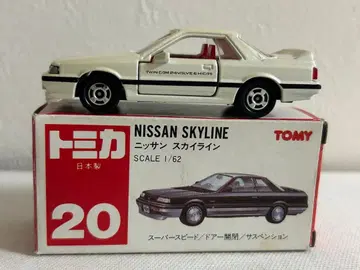 トミカ
日本製
20
NISSAN SKYLINE
ニッサン スカイライン
SCALE 1/62
TOMY
スーパースピード/ドアー開閉/サスペンション